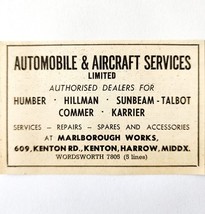 AUTOMOBILE & AIRCRAFT SERVICES
LIMITED
AUTHORISED DEALERS FOR
HUMBER · HILLMAN · SUNBEAM-TALBOT
COMMER · KARRIER
SERVICES — REPAIRS — SPARES AND ACCESSORIES
AT MARLBOROUGH WORKS,
609, KENTON RD., KENTON, HARROW, MIDDX.
WORDSWORTH 7805 (5 lines)